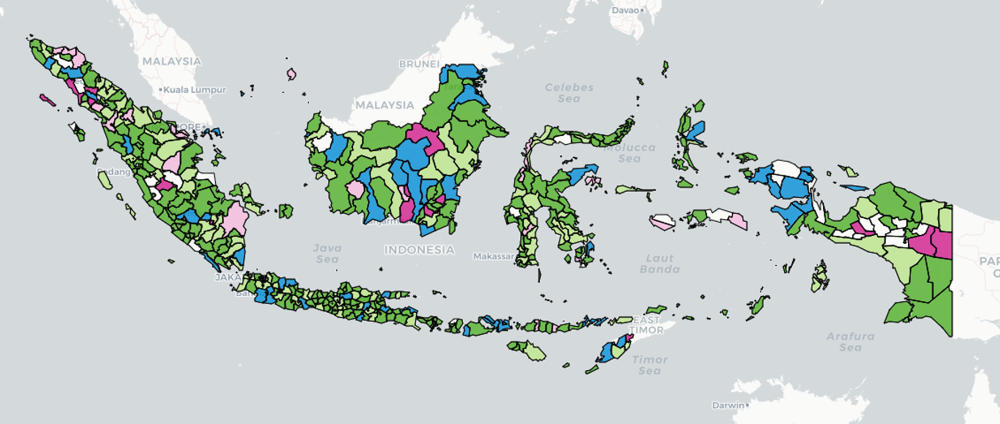 Davao
MALAYSIA
BRUNEI
Kuala Lumpur
Celebes
Sea
MALAYSIA
Molucca
Sea
Padang
Java
Sea
INDONESIA
Makassar
Laut
Banda
JAKA
EAST
TIMOR
Arafura
Sea
Timor
Sea
Darwin